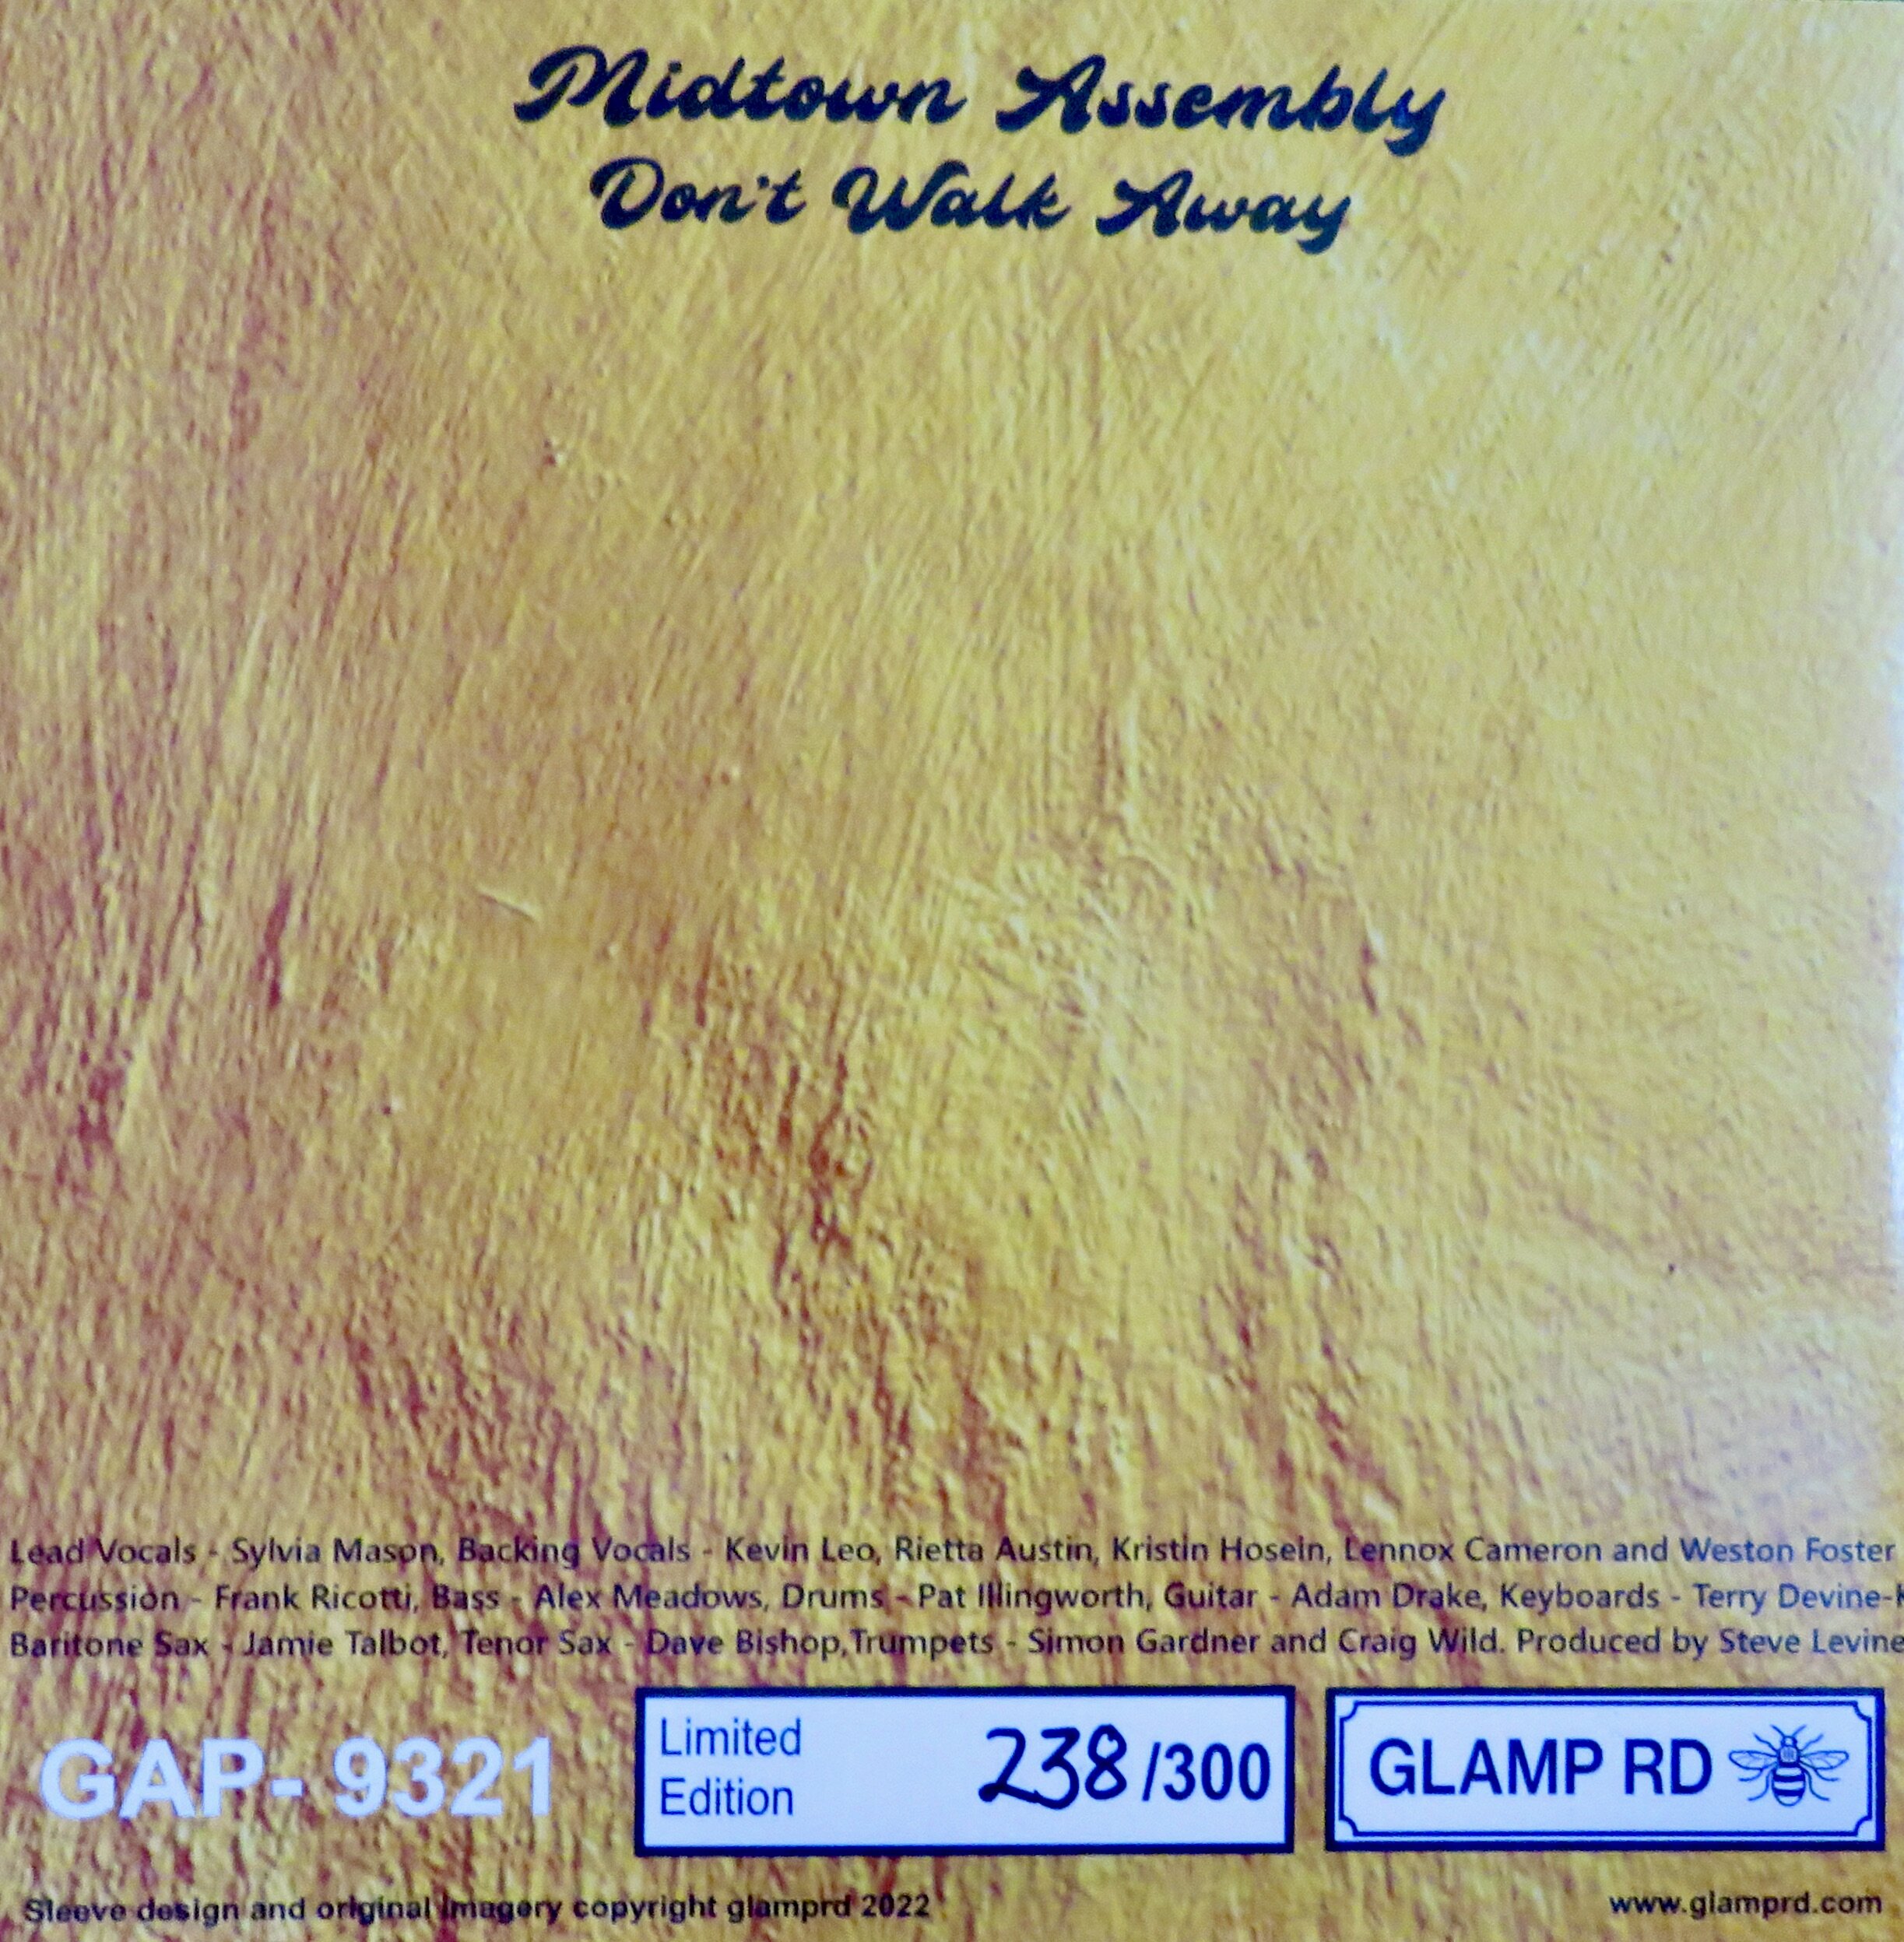 Midtown Assembly
Don't Walk Away
Lead Vocals - Sylvia Mason, Backing Vocals - Kevin Leo, Rietta Austin, Kristin Hosein, Lennox Cameron and Weston Foster
Percussion - Frank Ricotti, Bass - Alex Meadows, Drums - Pat Illingworth, Guitar - Adam Drake, Keyboards - Terry
Baritone Sax - Jamie Talbot, Tenor Sax - Dave Bishop,Trumpets - Simon Gardner and Craig Wild. Produced by Steve Levine
GAP- 9321
Limited
Edition
238/300
GLAMP RD
Sleeve design and original imagery copyright glamprd 2022
www.glamprd.com